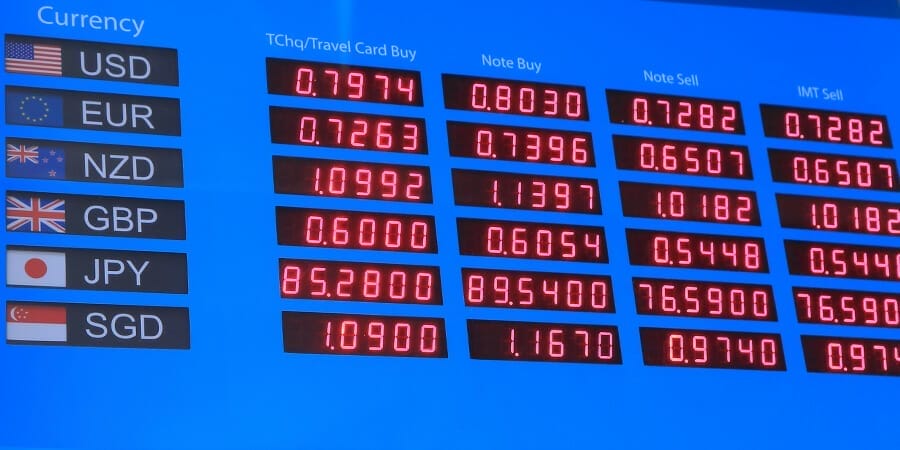 Currency TChq/Travel Card Buy Note Buy Note Sell IMT Sell
USD 0.7974 0.8030 0.7282 0.7282
EUR 0.7263 0.7396 0.6507 0.6507
NZD 1.0992 1.1397 1.0182 1.0182
GBP 0.6000 0.6054 0.5448 0.544
JPY 85.2800 89.5400 76.5900 76.590
SGD 1.0900 1.1670 0.9740 0.974